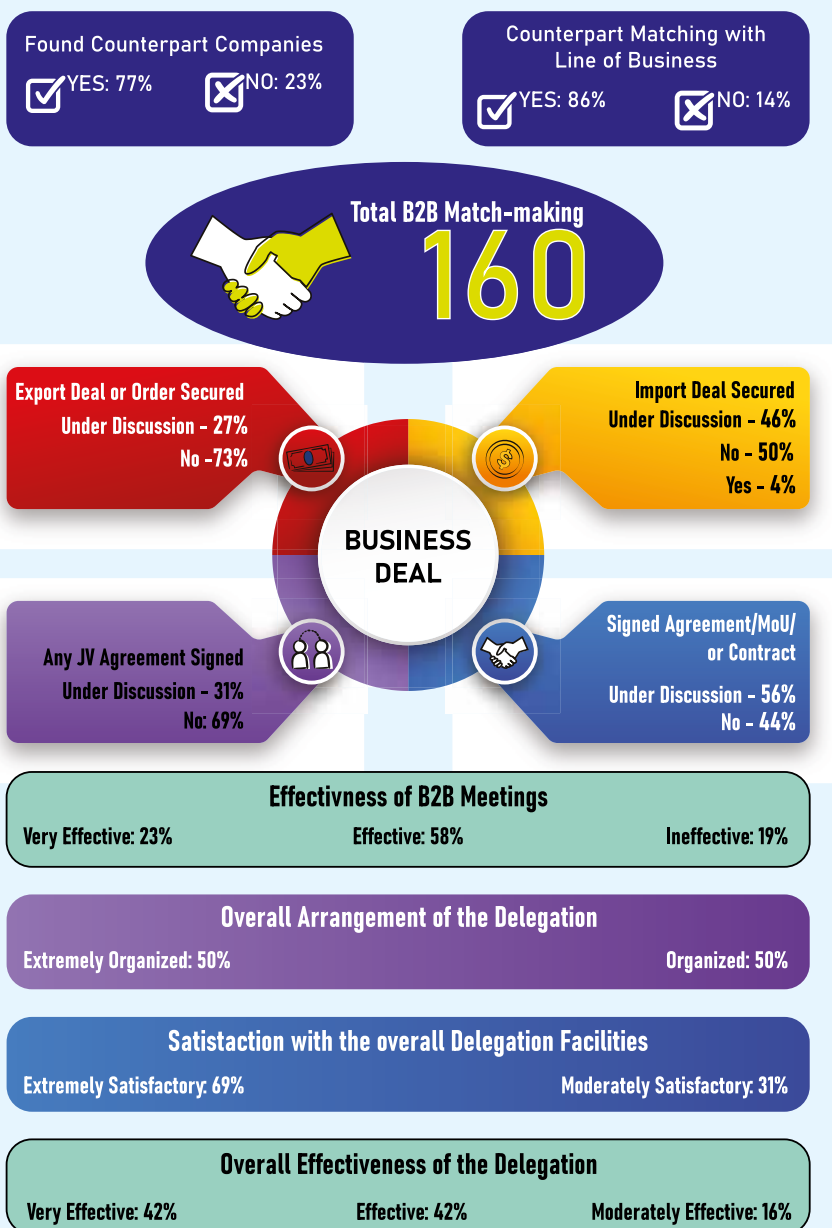 Found Counterpart Companies
YES: 77% NO: 23%
Counterpart Matching with
Line of Business
YES: 86% NO: 14%
Total B2B Match-making
160
Export Deal or Order Secured
Under Discussion - 27%
No -73%
Import Deal Secured
Under Discussion - 46%
No - 50%
Yes - 4%
BUSINESS
DEAL
Any JV Agreement Signed
Under Discussion - 31%
No: 69%
Signed Agreement/MoU/
or Contract
Under Discussion - 56%
No - 44%
Effectivness of B2B Meetings
Very Effective: 23% Effective: 58% Ineffective: 19%
Overall Arrangement of the Delegation
Extremely Organized: 50% Organized: 50%
Satistaction with the overall Delegation Facilities
Extremely Satisfactory: 69% Moderately Satisfactory: 31%
Overall Effectiveness of the Delegation
Very Effective: 42% Effective: 42% Moderately Effective: 16%